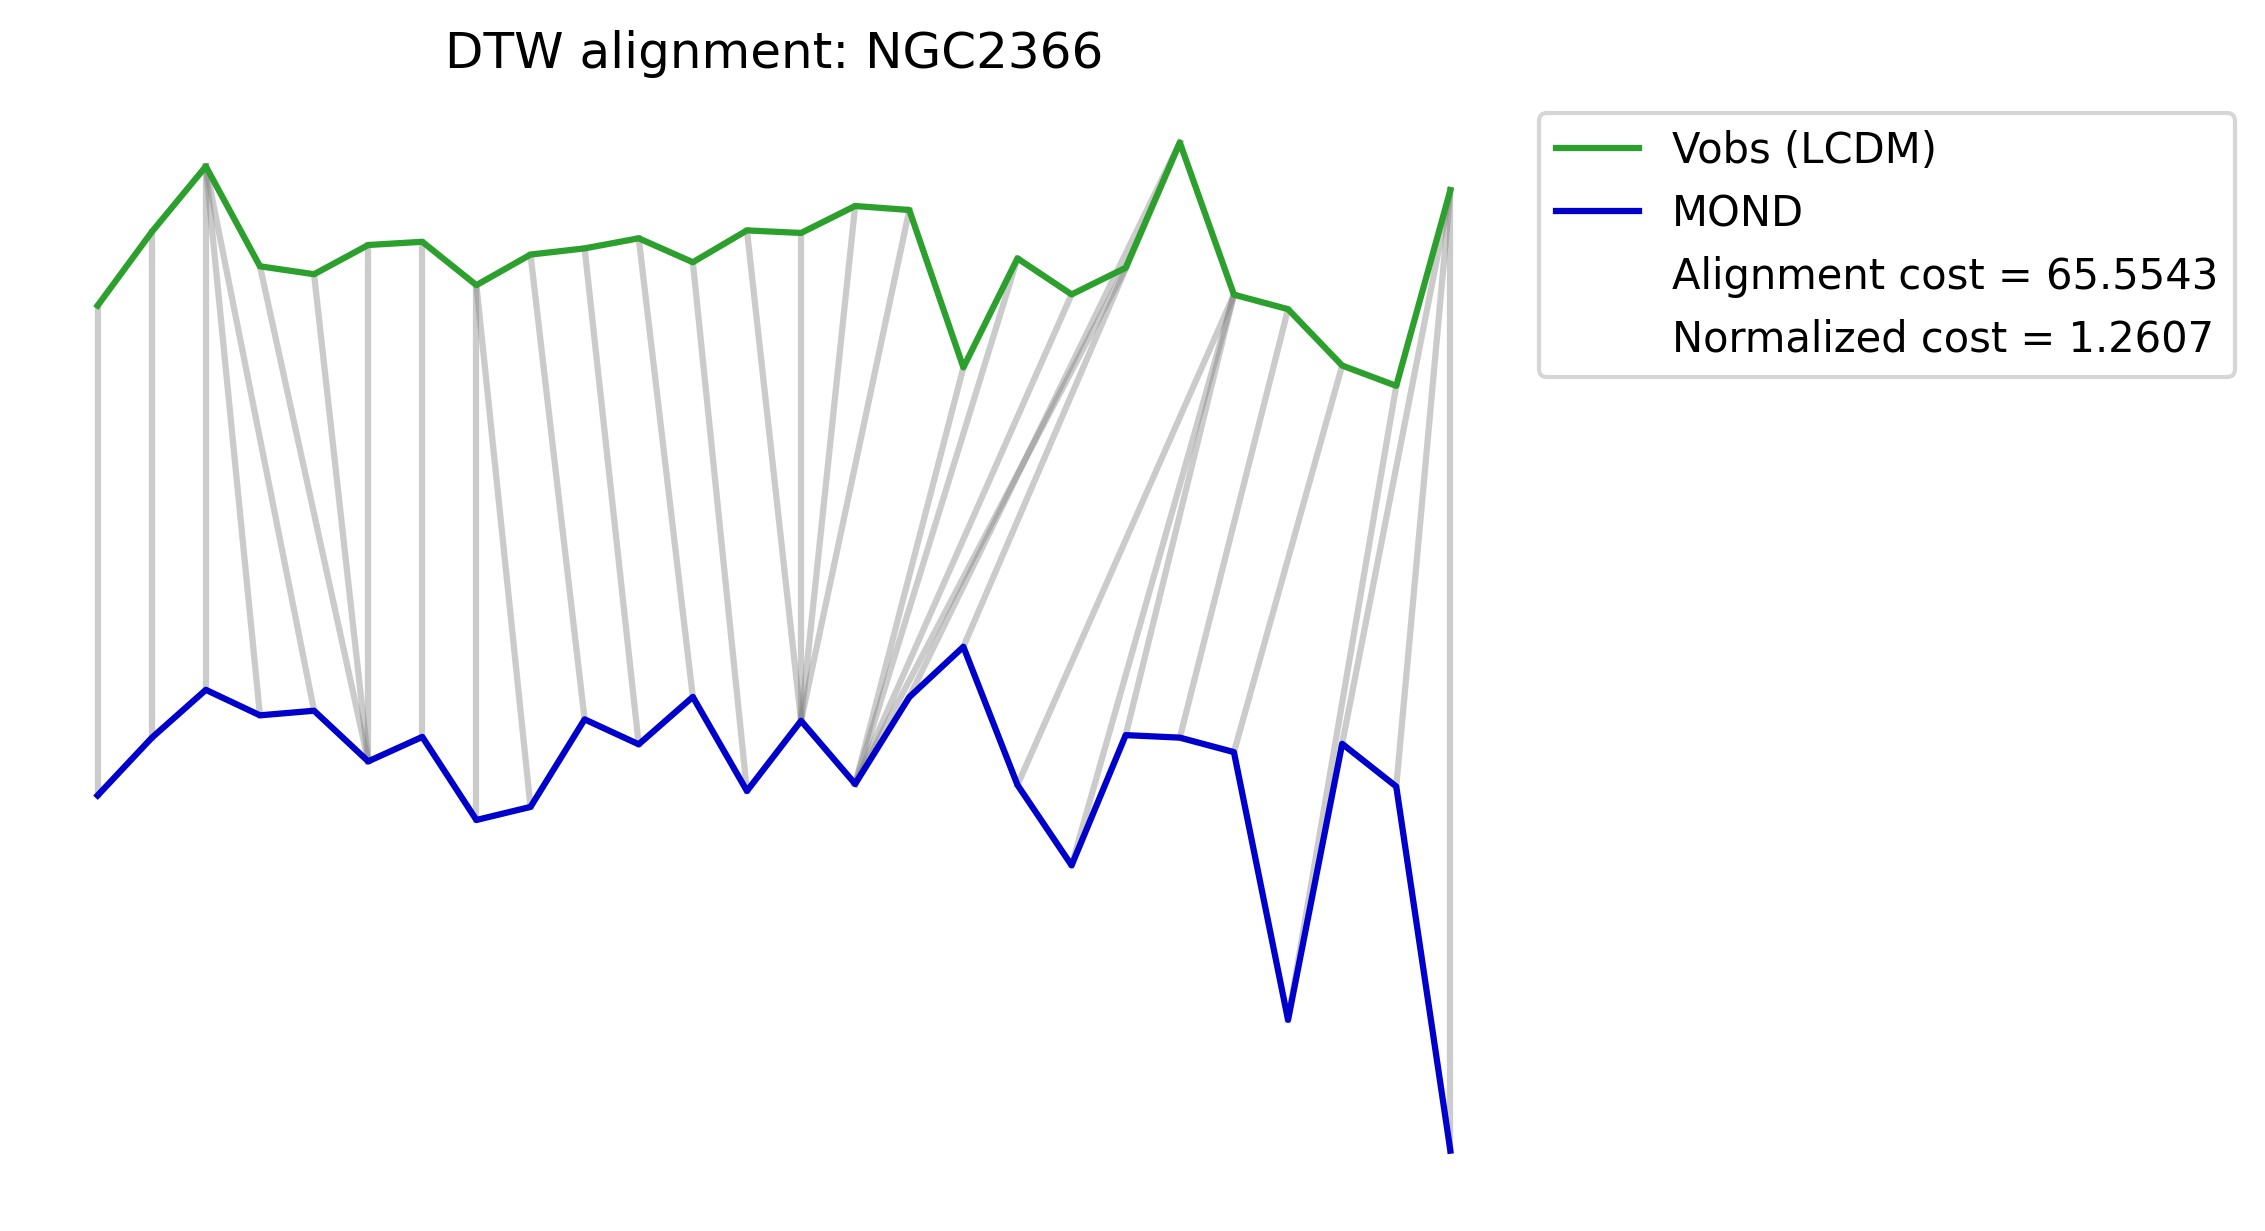 DTW alignment: NGC2366
Vobs (LCDM)
MOND
Alignment cost = 65.5543
Normalized cost = 1.2607